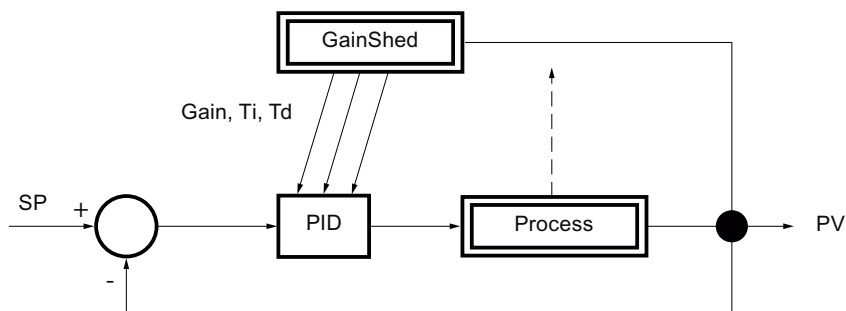 GainShed
Gain, Ti, Td
SP
+
PID
Process
PV
-